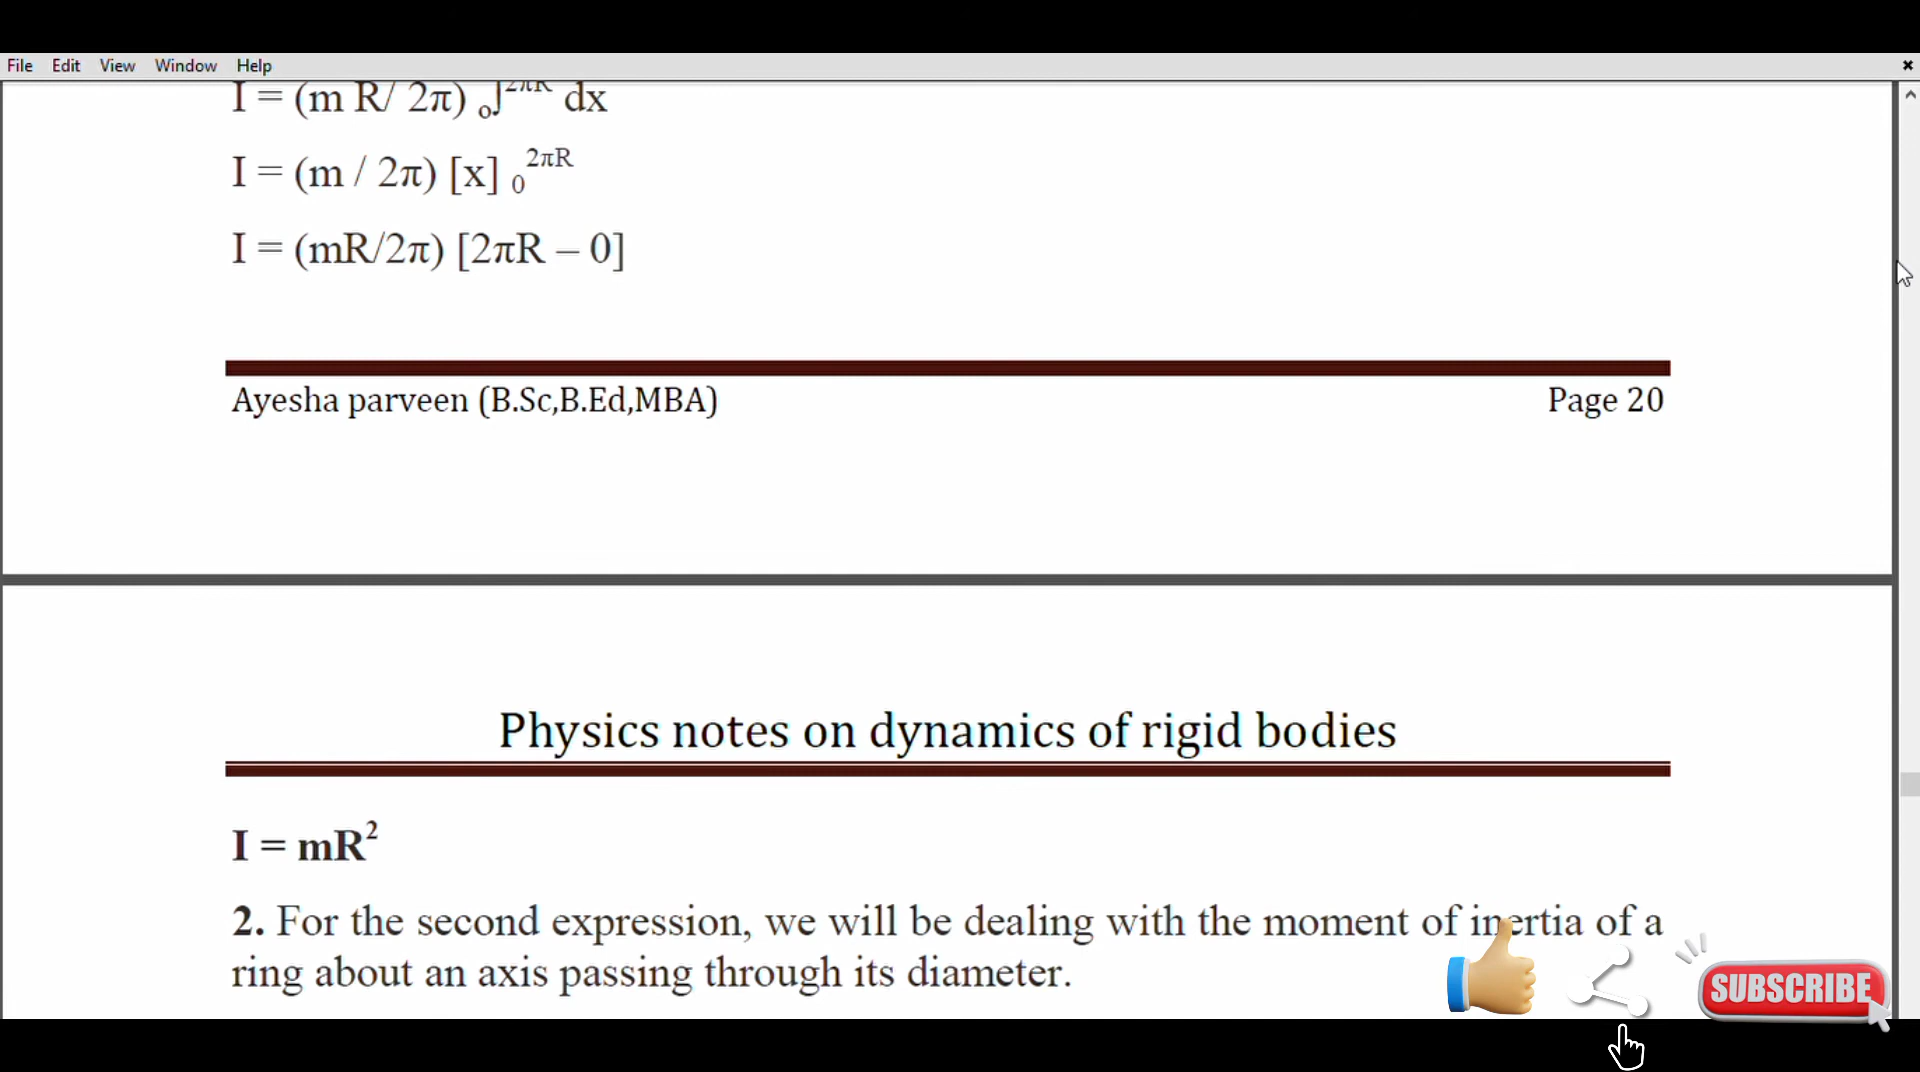 File Edit View Window Help
I = (m R/ 2π) ₀∫²πᴿ dx
I = (m / 2π) [x] ₀²πᴿ
I = (mR/2π) [2πR – 0]
Ayesha parveen (B.Sc,B.Ed,MBA) Page 20
Physics notes on dynamics of rigid bodies
I = mR²
2. For the second expression, we will be dealing with the moment of inertia of a
ring about an axis passing through its diameter.
SUBSCRIBE